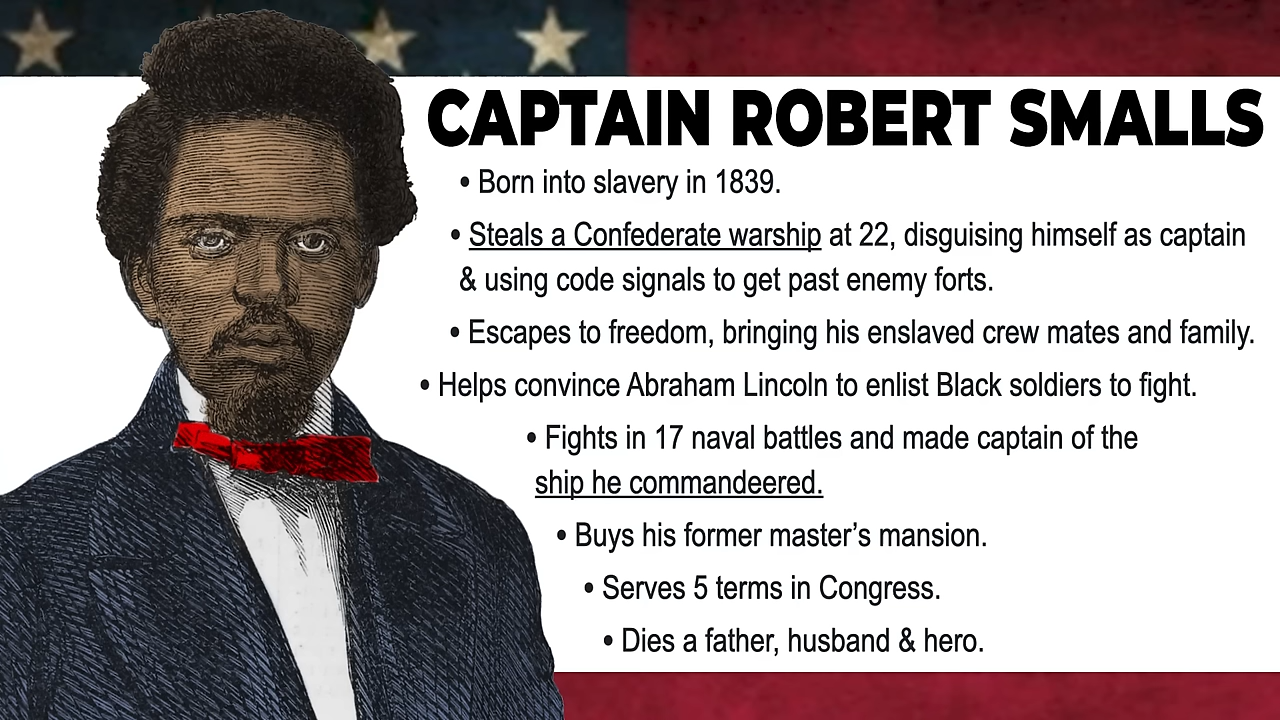 CAPTAIN ROBERT SMALLS
• Born into slavery in 1839.
• Steals a Confederate warship at 22, disguising himself as captain
& using code signals to get past enemy forts.
• Escapes to freedom, bringing his enslaved crew mates and family.
• Helps convince Abraham Lincoln to enlist Black soldiers to fight.
• Fights in 17 naval battles and made captain of the
ship he commandeered.
• Buys his former master’s mansion.
• Serves 5 terms in Congress.
• Dies a father, husband & hero.